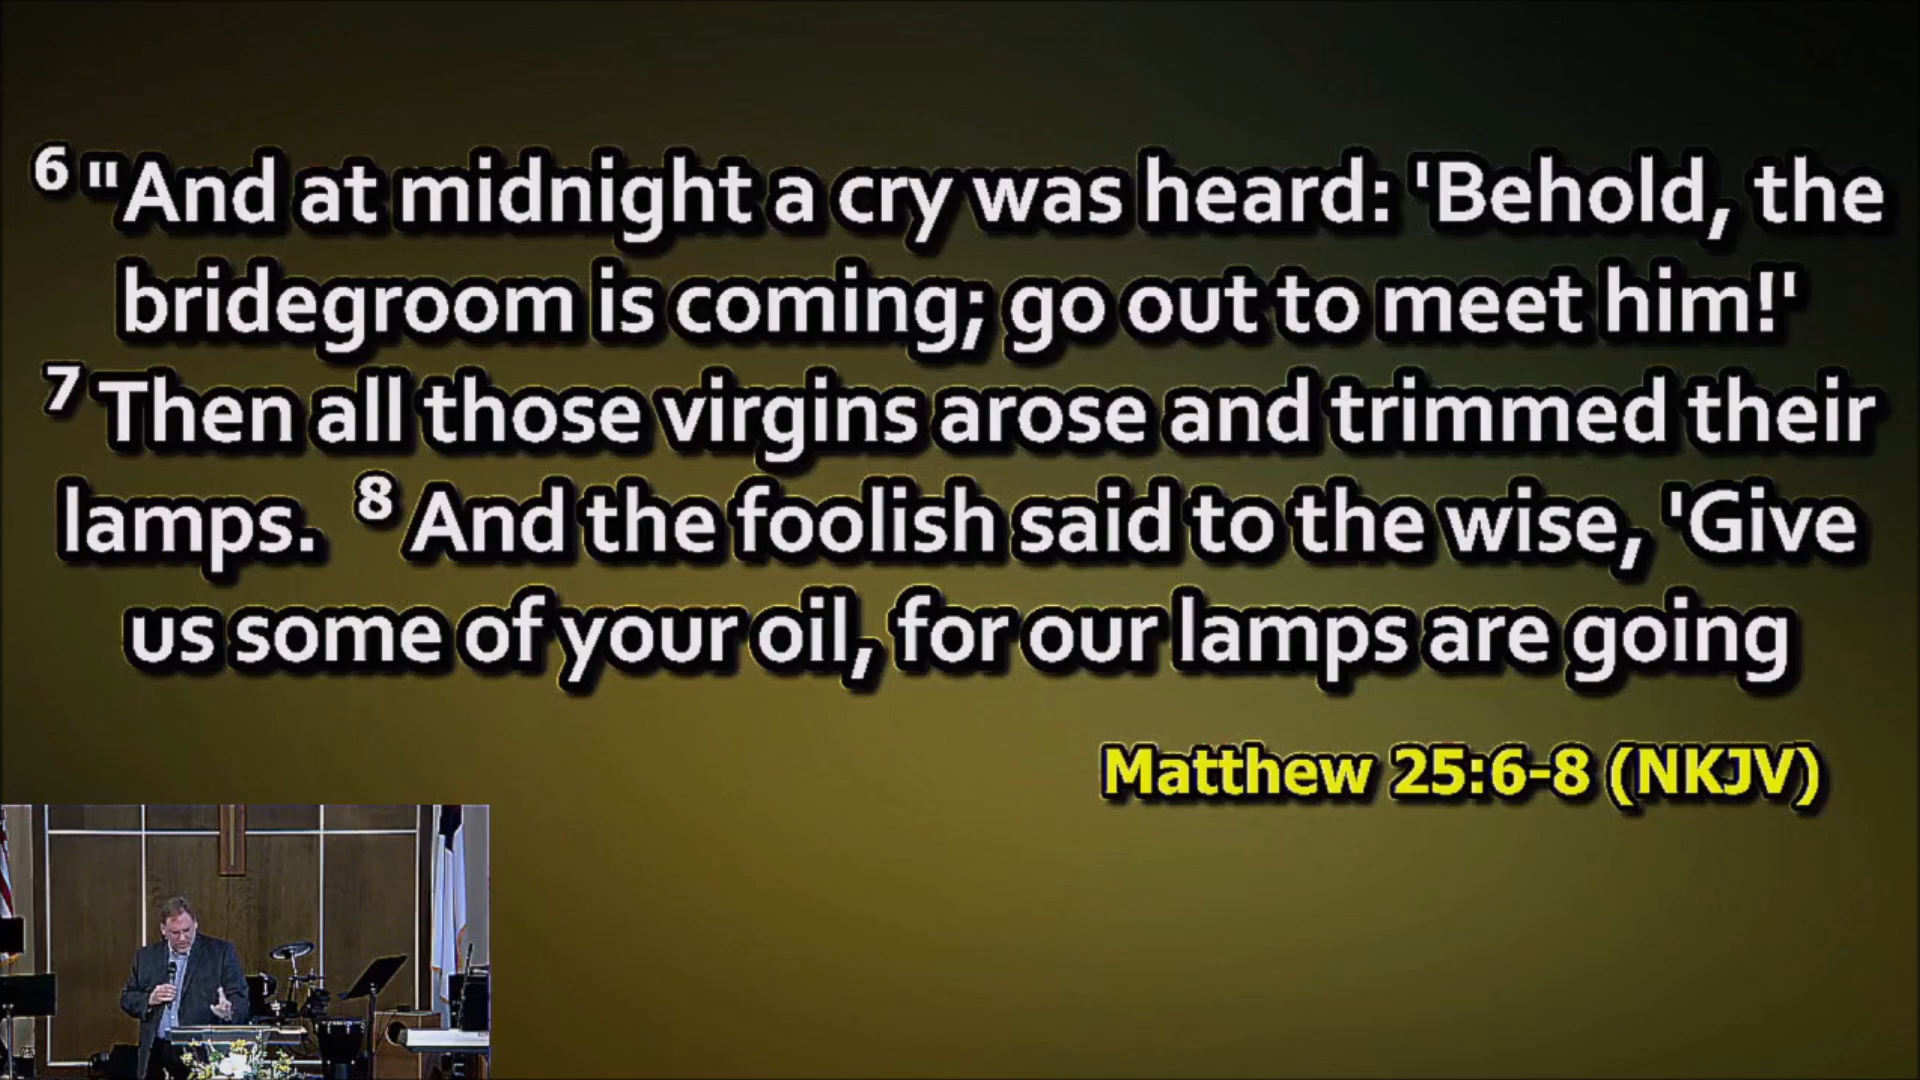 6 "And at midnight a cry was heard: 'Behold, the
bridegroom is coming; go out to meet him!'
7 Then all those virgins arose and trimmed their
lamps. 8 And the foolish said to the wise, 'Give
us some of your oil, for our lamps are going
Matthew 25:6-8 (NKJV)